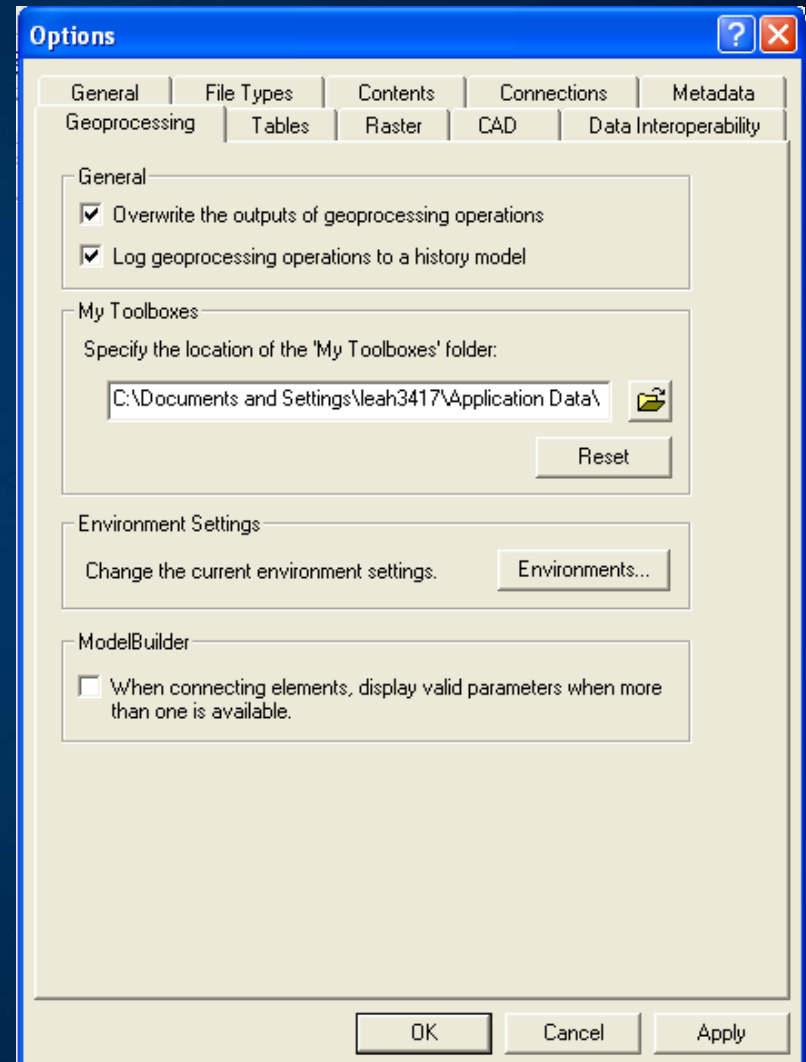 Options
General File Types Contents Connections Metadata
Geoprocessing Tables Raster CAD Data Interoperability
General
Overwrite the outputs of geoprocessing operations
Log geoprocessing operations to a history model
My Toolboxes
Specify the location of the 'My Toolboxes' folder:
C:\Documents and Settings\leah3417\Application Data\
Reset
Environment Settings
Change the current environment settings. Environments...
ModelBuilder
When connecting elements, display valid parameters when more
than one is available.
OK Cancel Apply